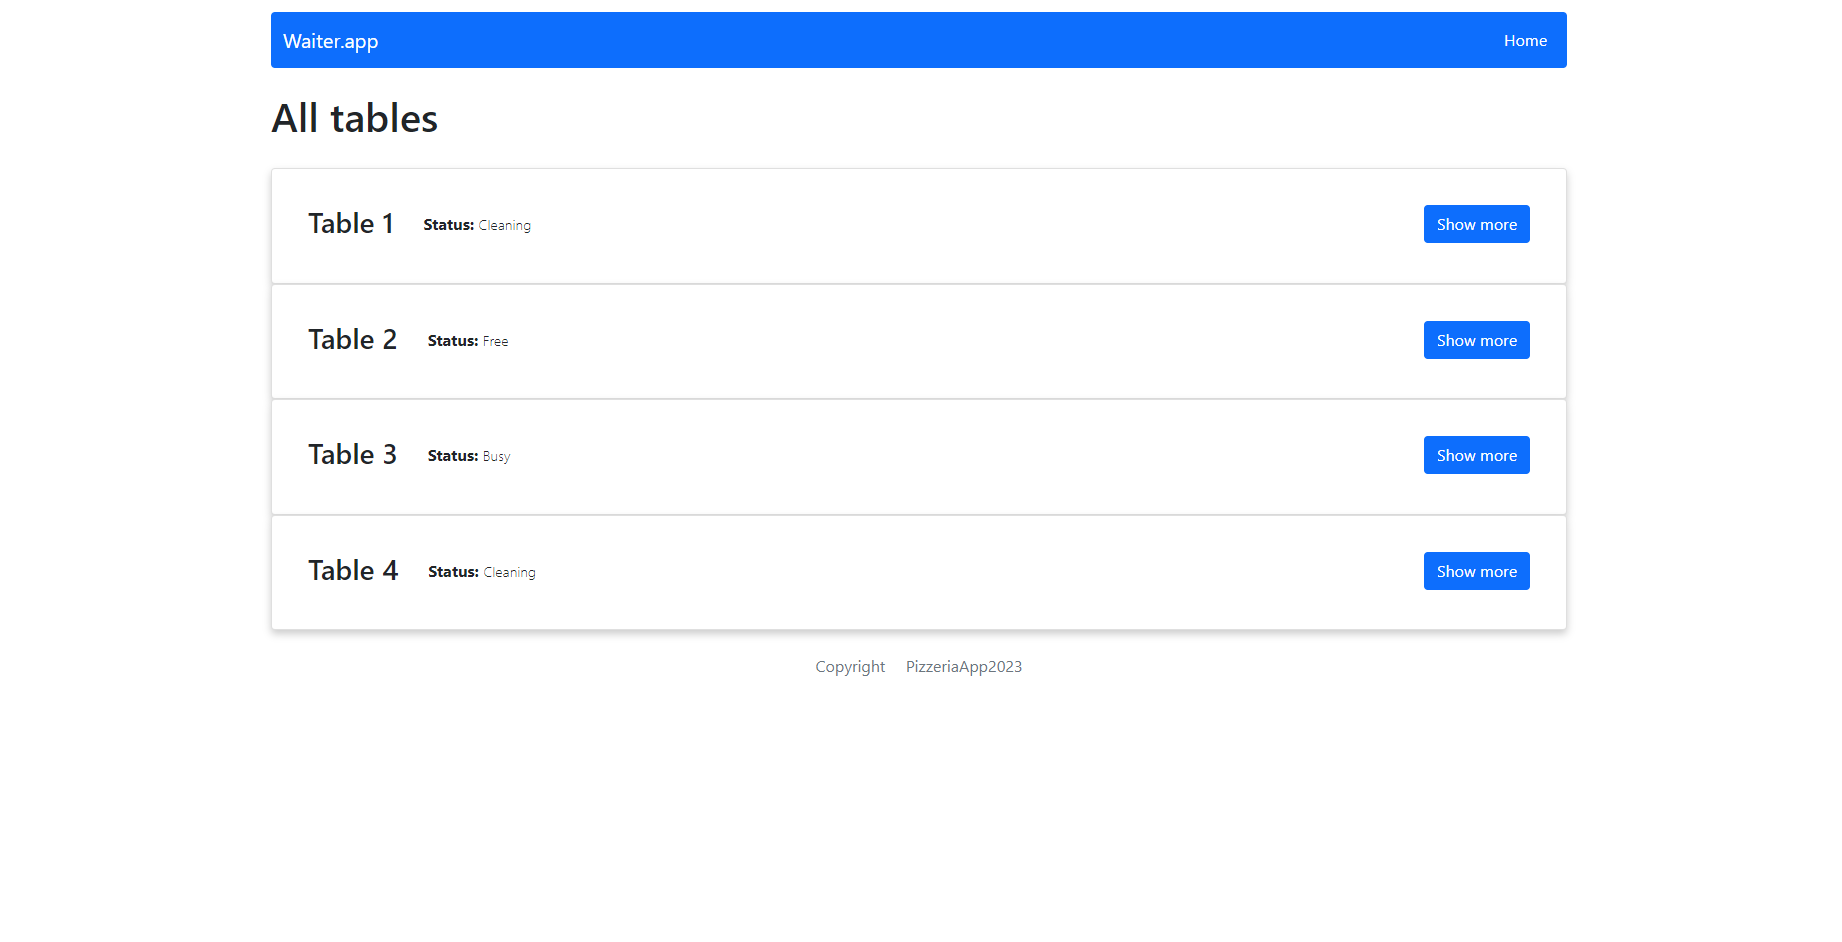 Waiter.app Home
All tables
Table 1 Status: Cleaning Show more
Table 2 Status: Free Show more
Table 3 Status: Busy Show more
Table 4 Status: Cleaning Show more
Copyright PizzeriaApp2023